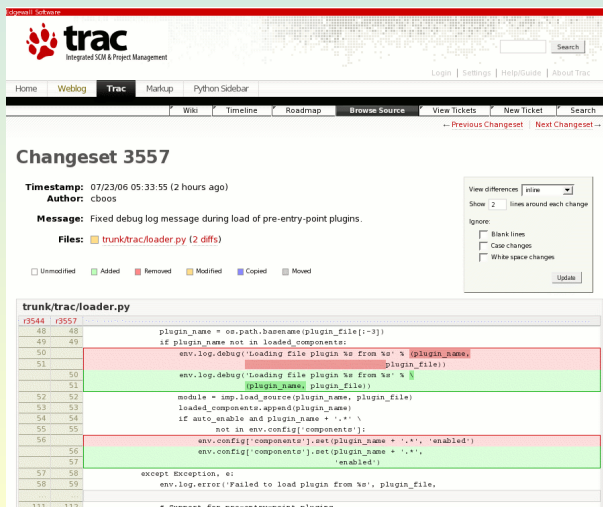 Edgewall Software
trac
Integrated SCM & Project Management
Search
Login | Settings | Help/Guide | About Trac
Home Weblog Trac Markup Python Sidebar
Wiki Timeline Roadmap Browse Source View Tickets New Ticket Search
← Previous Changeset Next Changeset →
Changeset 3557
Timestamp: 07/23/06 05:33:55 (2 hours ago)
Author: cboos
Message: Fixed debug log message during load of pre-entry-point plugins.
Files: trunk/trac/loader.py (2 diffs)
View differences inline
Show 2 lines around each change
Ignore:
Blank lines
Case changes
White space changes
Update
Unmodified Added Removed Modified Copied Moved
trunk/trac/loader.py
r3544 r3557
48 48 plugin_name = os.path.basename(plugin_file[:-3])
49 49 if plugin_name not in loaded_components:
50 env.log.debug('Loading file plugin %s from %s' % (plugin_name,
51 plugin_file))
50 env.log.debug('Loading file plugin %s from %s' % \
51 (plugin_name, plugin_file))
52 52 module = imp.load_source(plugin_name, plugin_file)
53 53 loaded_components.append(plugin_name)
54 54 if auto_enable and plugin_name + '.*' \
55 55 not in env.config['components']:
56 env.config['components'].set(plugin_name + '.*', 'enabled')
56 env.config['components'].set(plugin_name + '.*',
57 'enabled')
57 58 except Exception, e:
58 59 env.log.error('Failed to load plugin from %s', plugin_file,
... ...
111 112